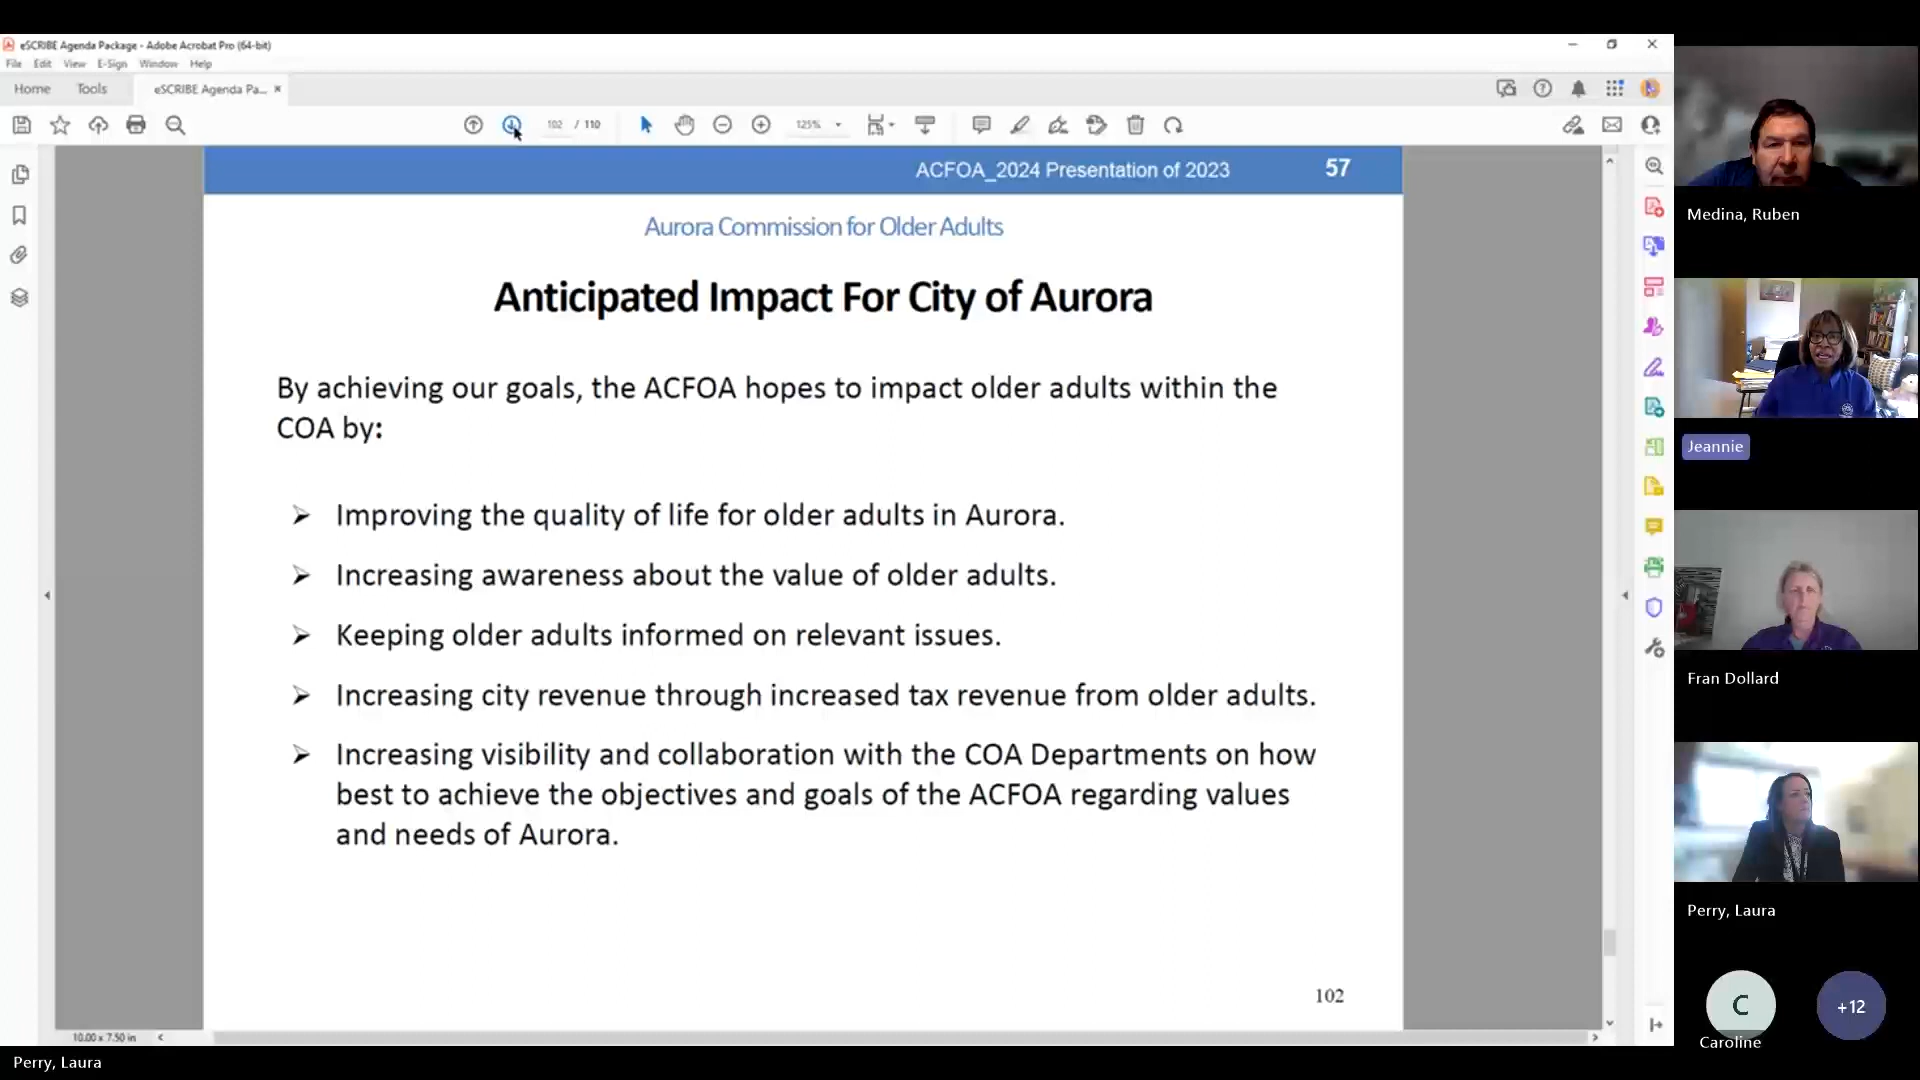 eSCRIBE Agenda Package - Adobe Acrobat Pro (64-bit)
File Edit View E-Sign Window Help
Home Tools eSCRIBE Agenda Pa... ×
102 / 110 125%
ACFOA_2024 Presentation of 2023 57
Aurora Commission for Older Adults
Anticipated Impact For City of Aurora
By achieving our goals, the ACFOA hopes to impact older adults within the
COA by:
Improving the quality of life for older adults in Aurora.
Increasing awareness about the value of older adults.
Keeping older adults informed on relevant issues.
Increasing city revenue through increased tax revenue from older adults.
Increasing visibility and collaboration with the COA Departments on how
best to achieve the objectives and goals of the ACFOA regarding values
and needs of Aurora.
102
10.00 x 7.50 in
Perry, Laura
Medina, Ruben
Jeannie
Fran Dollard
Perry, Laura
C
Caroline
+12